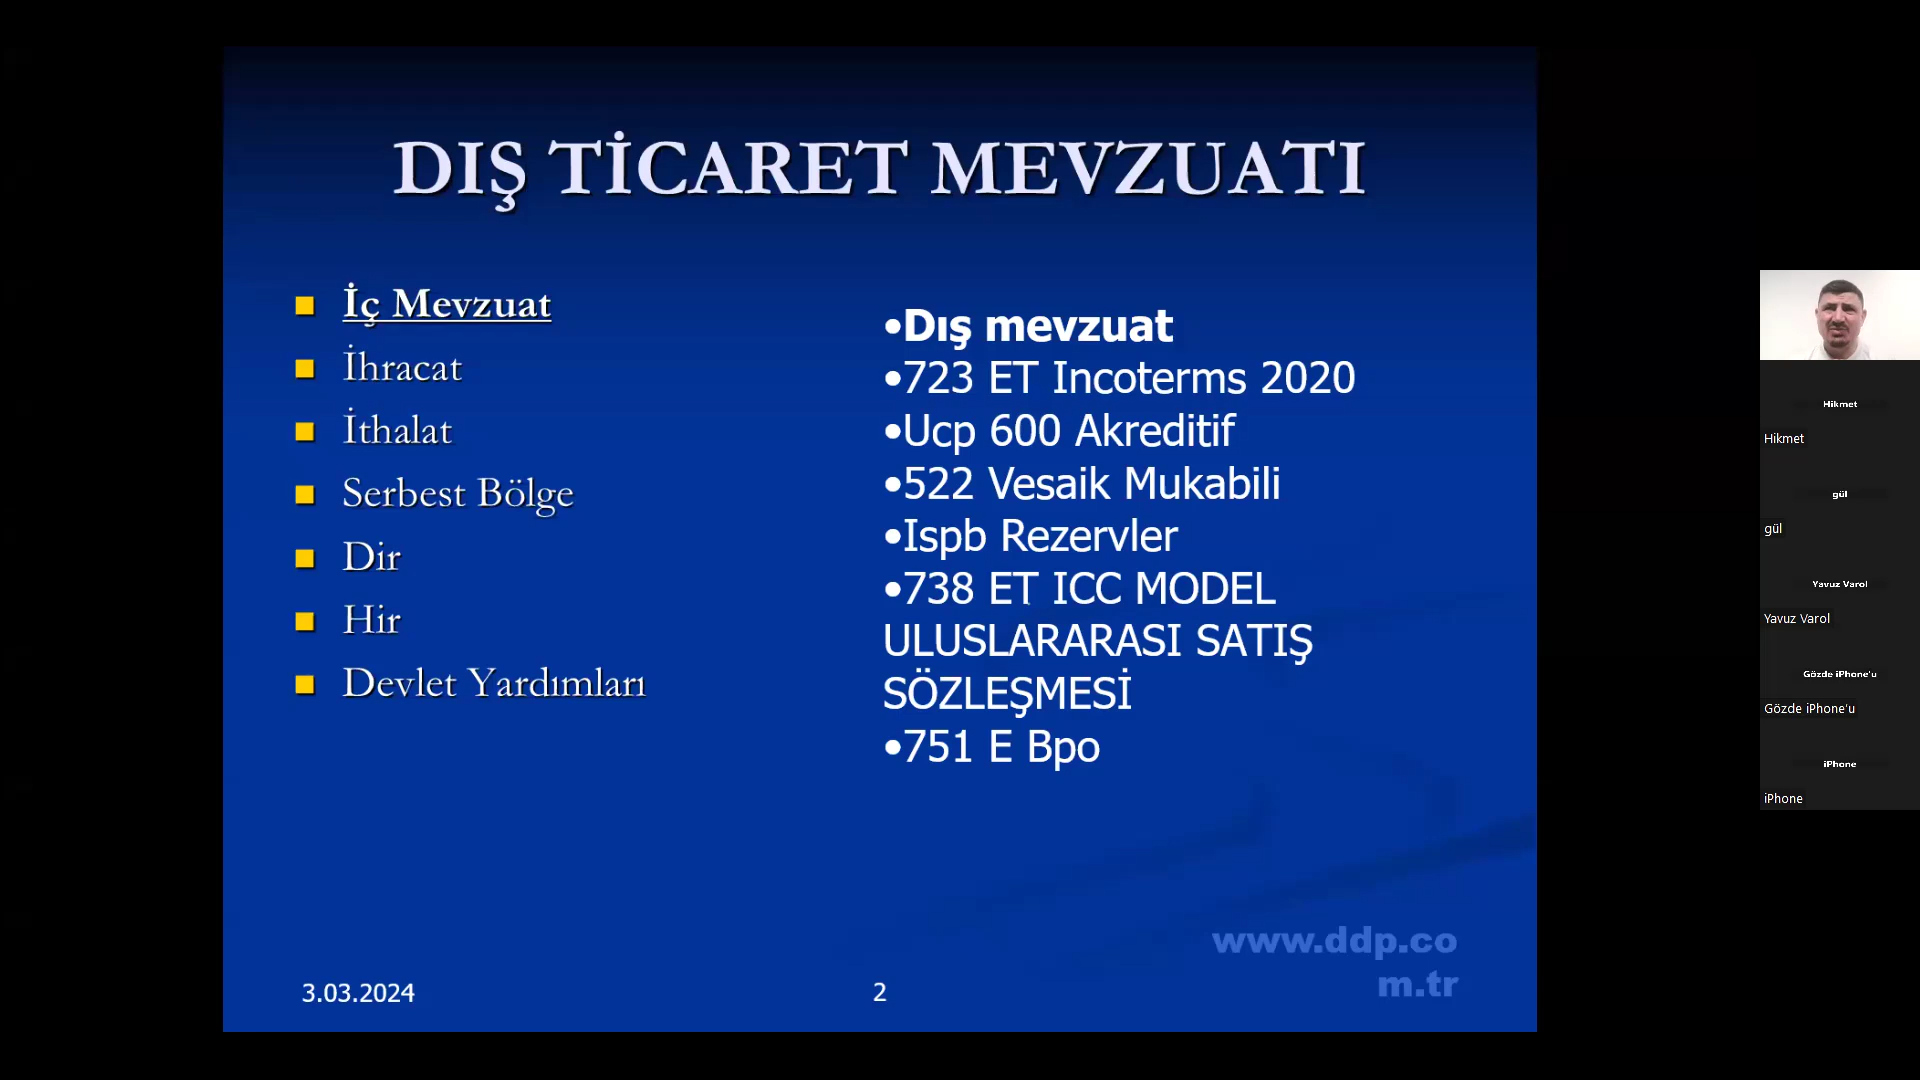 DIŞ TİCARET MEVZUATI
İç Mevzuat
İhracat
İthalat
Serbest Bölge
Dir
Hir
Devlet Yardımları
•Dış mevzuat
•723 ET Incoterms 2020
•Ucp 600 Akreditif
•522 Vesaik Mukabili
•Ispb Rezervler
•738 ET ICC MODEL
ULUSLARARASI SATIŞ
SÖZLEŞMESİ
•751 E Bpo
www.ddp.co
m.tr
3.03.2024
2
Hikmet
Hikmet
gül
gül
Yavuz Varol
Yavuz Varol
Gözde iPhone'u
Gözde iPhone'u
iPhone
iPhone